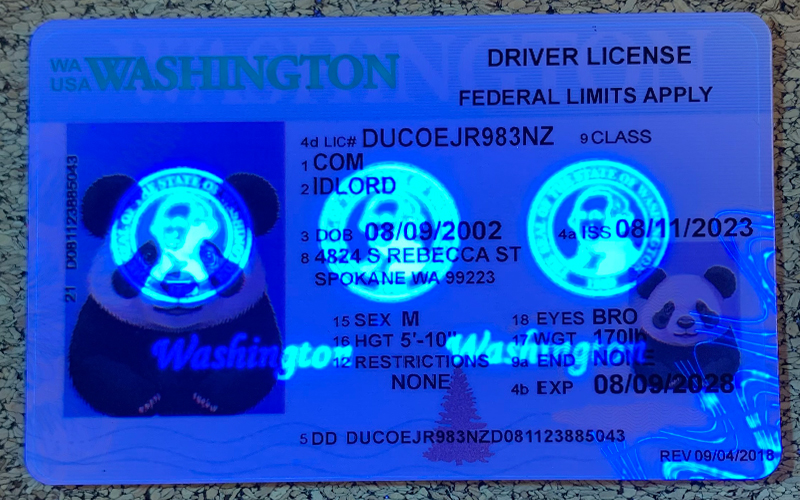 WA
USA
WASHINGTON
DRIVER LICENSE
FEDERAL LIMITS APPLY
4d LIC# DUCOEJR983NZ 9 CLASS
1 COM
2 IDLORD
3 DOB 08/09/2002 4a ISS 08/11/2023
8 4824 S REBECCA ST
SPOKANE WA 99223
15 SEX M 18 EYES BRO
16 HGT 5'-10" 17 WGT 170lb
12 RESTRICTIONS 9a END NONE
NONE
4b EXP 08/09/2028
5 DD DUCOEJR983NZD081123885043
REV 09/04/2018
21 D081123885043
Washington
Washington